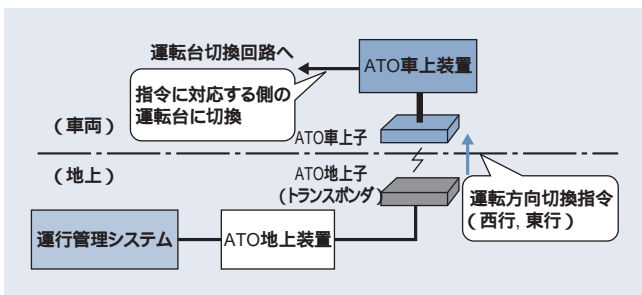 運転台切換回路へ
ATO車上装置
指令に対応する側の
運転台に切換
(車両)
ATO車上子
(地上)
ATO地上子
(トランスポンダ)
運転方向切換指令
(西行, 東行)
運行管理システム
ATO地上装置